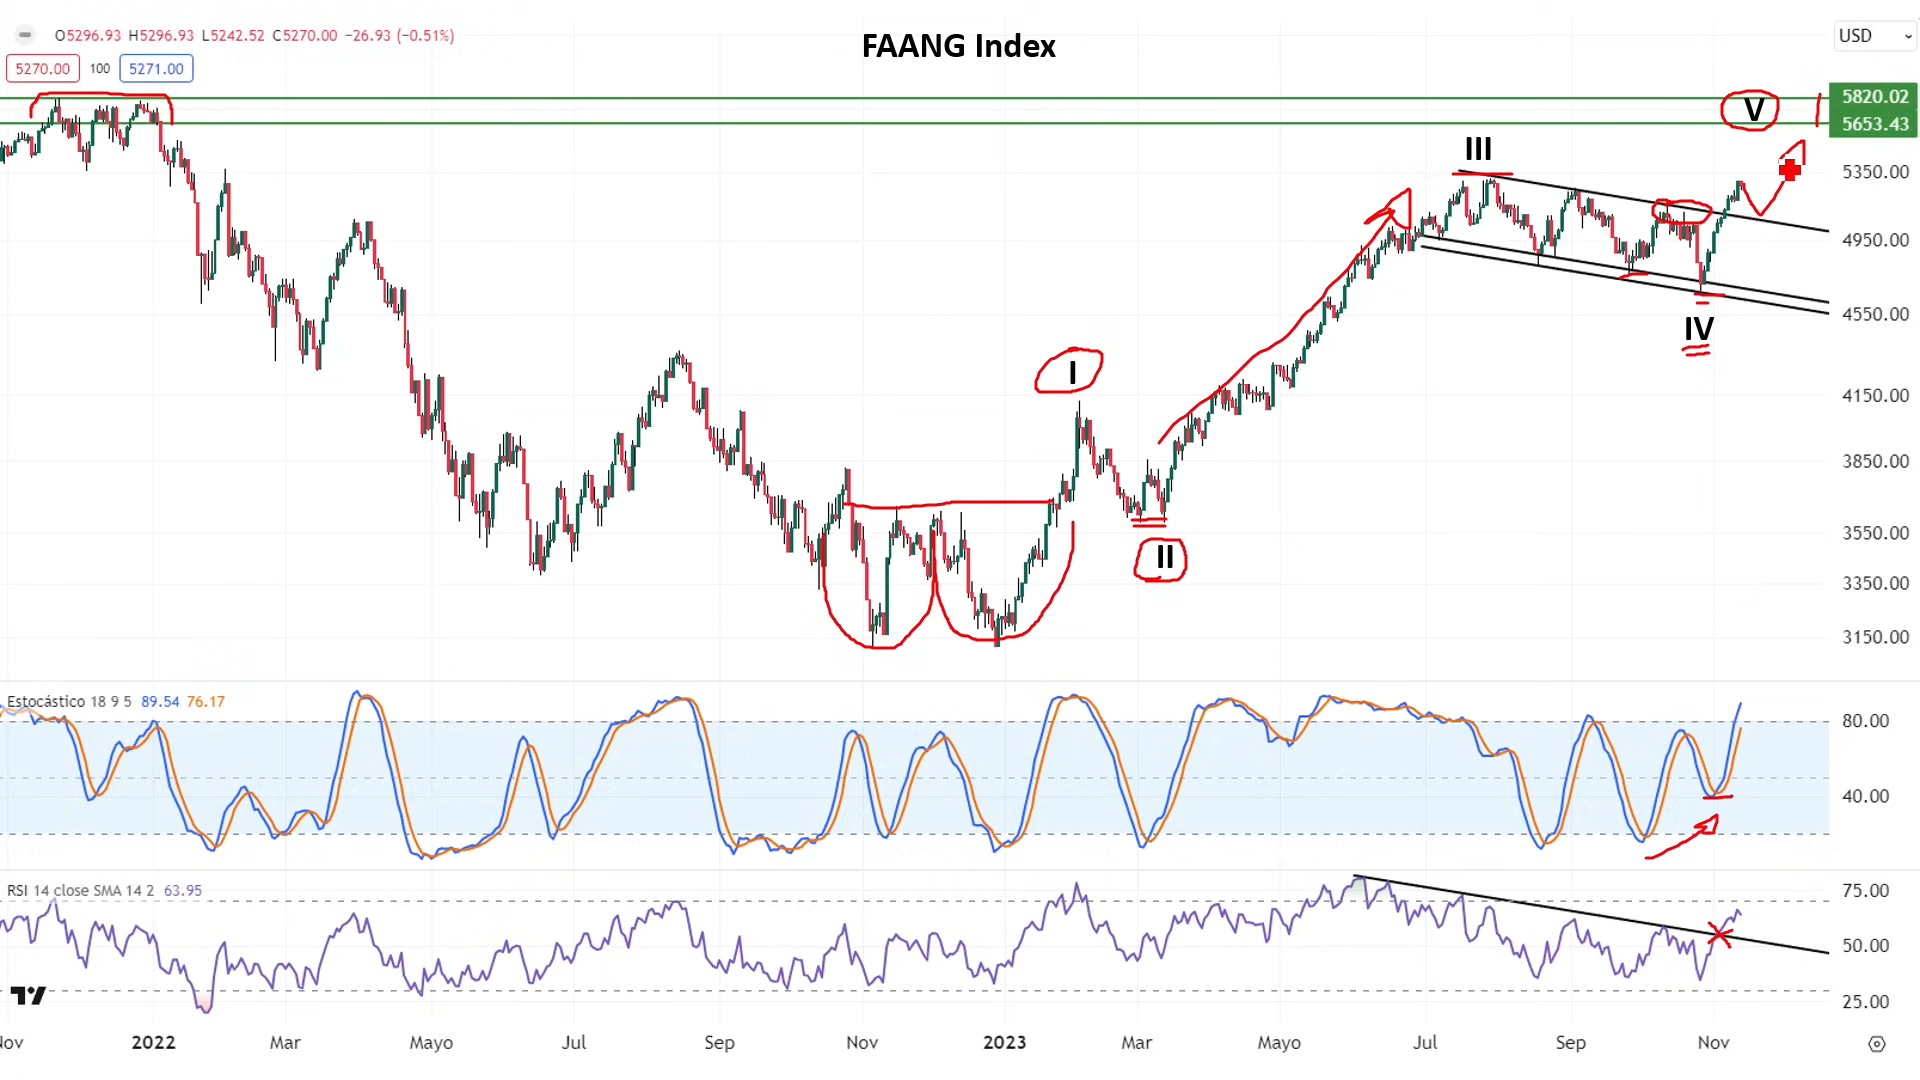 FAANG Index
O5296.93 H5296.93 L5242.52 C5270.00 −26.93 (−0.51%)
USD
5270.00 100 5271.00
5820.02
V
5653.43
III
5350.00
4950.00
4550.00
IV
I
4150.00
3850.00
3550.00
II
3350.00
3150.00
Estocástico 18 9 5 89.54 76.17
80.00
40.00
RSI 14 close SMA 14 2 63.95
75.00
50.00
25.00
Nov 2022 Mar Mayo Jul Sep Nov 2023 Mar Mayo Jul Sep Nov